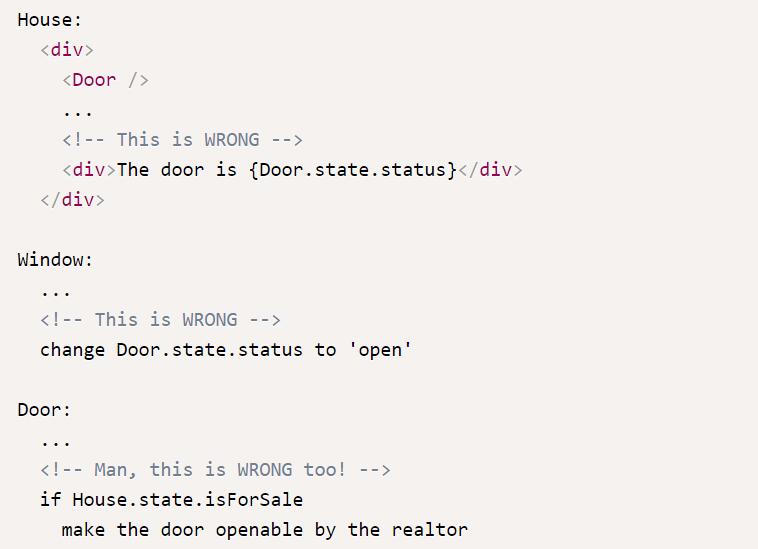 House:
<div>
<Door />
...
<!-- This is WRONG -->
<div>The door is {Door.state.status}</div>
</div>
Window:
...
<!-- This is WRONG -->
change Door.state.status to 'open'
Door:
...
<!-- Man, this is WRONG too! -->
if House.state.isForSale
make the door openable by the realtor